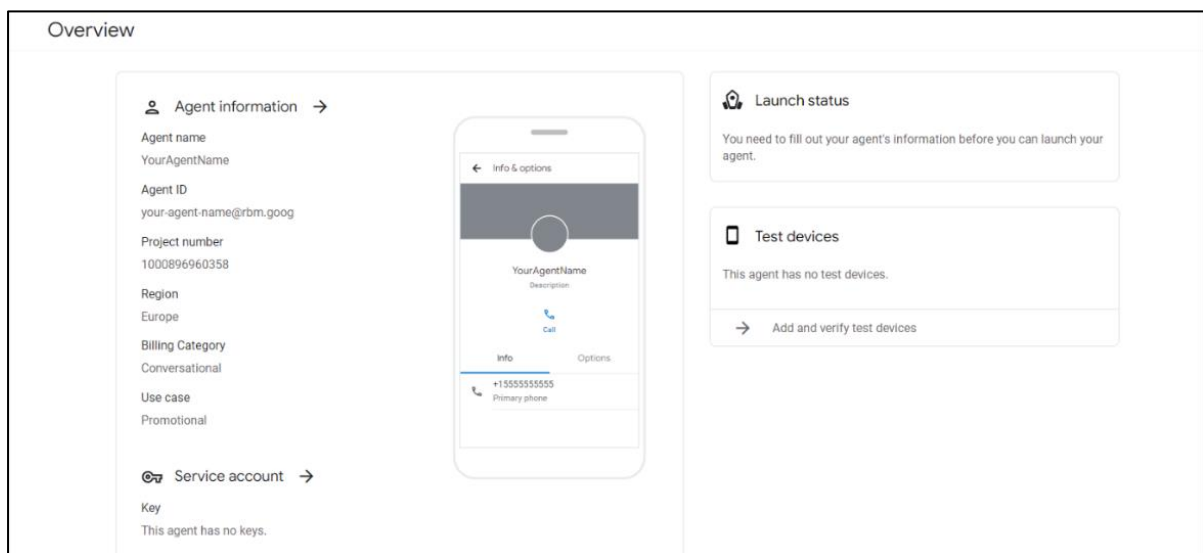 Overview
Agent information
Agent name
YourAgentName
Agent ID
your-agent-name@rbm.goog
Project number
1000896960358
Region
Europe
Billing Category
Conversational
Use case
Promotional
Service account
Key
This agent has no keys.
Info & options
YourAgentName
Description
Call
Info
Options
+15555555555
Primary phone
Launch status
You need to fill out your agent's information before you can launch your
agent.
Test devices
This agent has no test devices.
Add and verify test devices